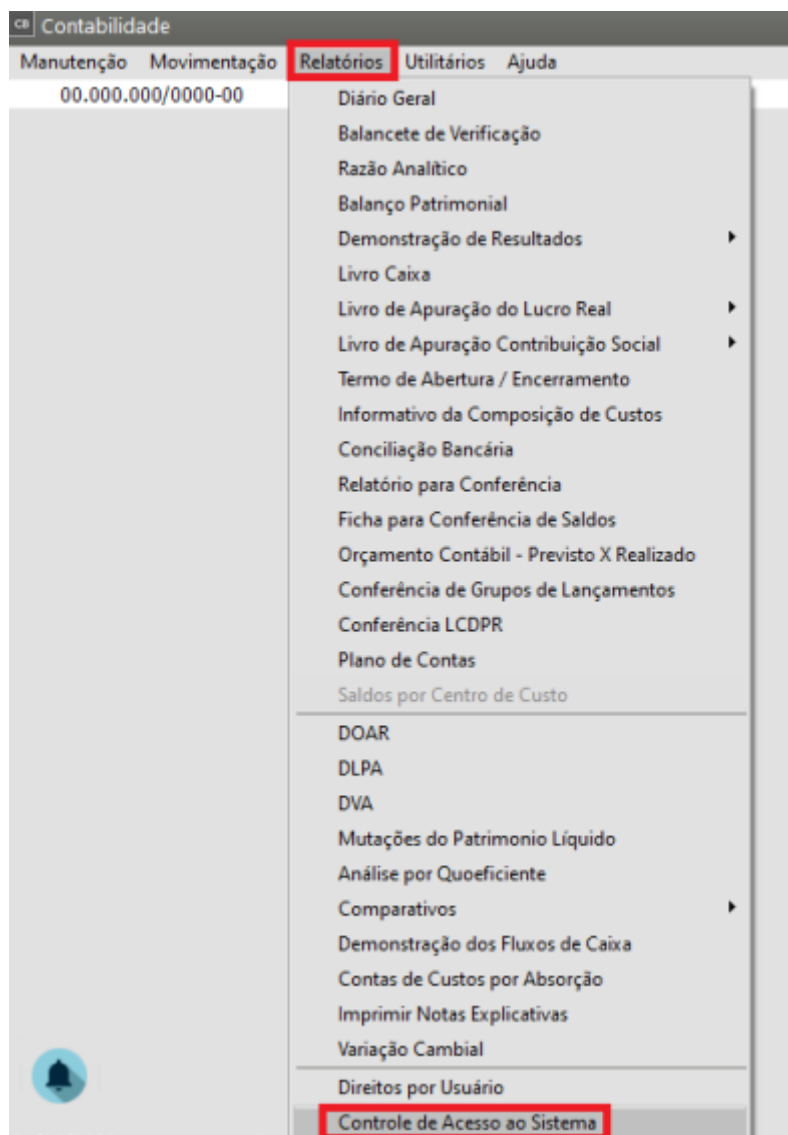 CB Contabilidade
Manutenção Movimentação Relatórios Utilitários Ajuda
00.000.000/0000-00
Diário Geral
Balancete de Verificação
Razão Analítico
Balanço Patrimonial
Demonstração de Resultados
Livro Caixa
Livro de Apuração do Lucro Real
Livro de Apuração Contribuição Social
Termo de Abertura / Encerramento
Informativo da Composição de Custos
Conciliação Bancária
Relatório para Conferência
Ficha para Conferência de Saldos
Orçamento Contábil - Previsto X Realizado
Conferência de Grupos de Lançamentos
Conferência LCDPR
Plano de Contas
Saldos por Centro de Custo
DOAR
DLPA
DVA
Mutações do Patrimonio Líquido
Análise por Quoeficiente
Comparativos
Demonstração dos Fluxos de Caixa
Contas de Custos por Absorção
Imprimir Notas Explicativas
Variação Cambial
Direitos por Usuário
Controle de Acesso ao Sistema